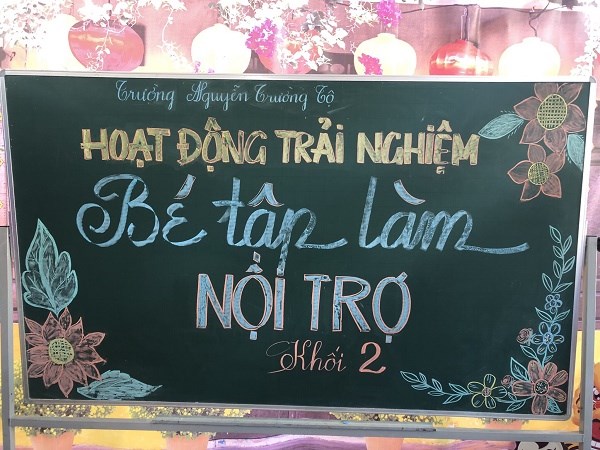 Trường Nguyễn Trường Tộ
HOẠT ĐỘNG TRẢI NGHIỆM
Bé tập làm
NỘI TRỢ
Khối 2